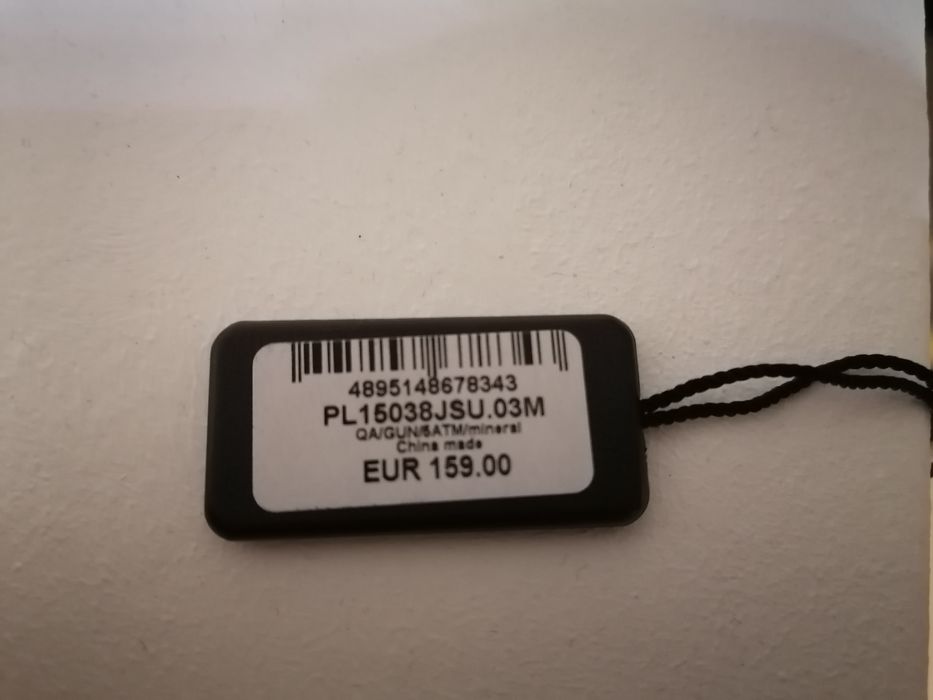 4895148678343
PL15038JSU.03M
QA/GUN/5ATM/mineral
China made
EUR 159.00